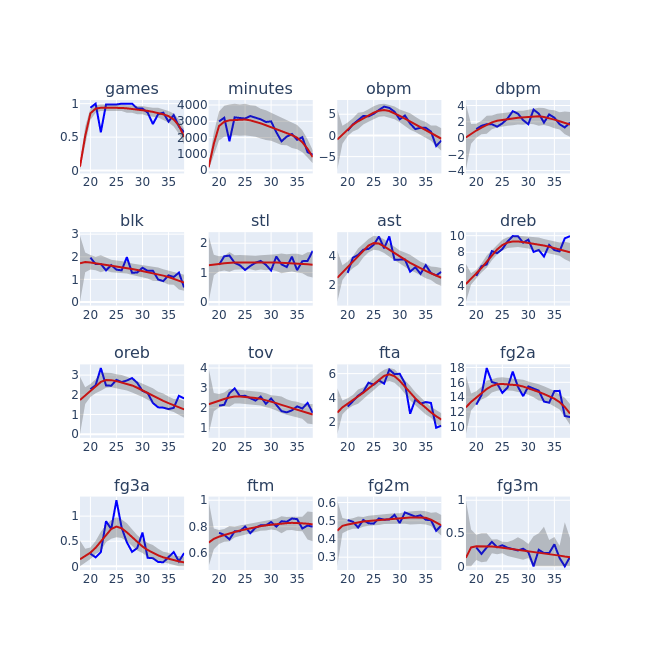 games minutes obpm dbpm
1 0.5 0 20 25 30 35
4000 3000 2000 1000 0 20 25 30 35
5 0 −5 20 25 30 35
4 2 0 −2 −4 20 25 30 35
blk stl ast dreb
3 2 1 0 20 25 30 35
2 1 0 20 25 30 35
4 2 20 25 30 35
10 8 6 4 2 20 25 30 35
oreb tov fta fg2a
3 2 1 0 20 25 30 35
4 3 2 1 20 25 30 35
6 4 2 20 25 30 35
18 16 14 12 10 20 25 30 35
fg3a ftm fg2m fg3m
1 0.5 0 20 25 30 35
1 0.8 0.6 20 25 30 35
0.6 0.5 0.4 0.3 20 25 30 35
1 0.5 0 20 25 30 35